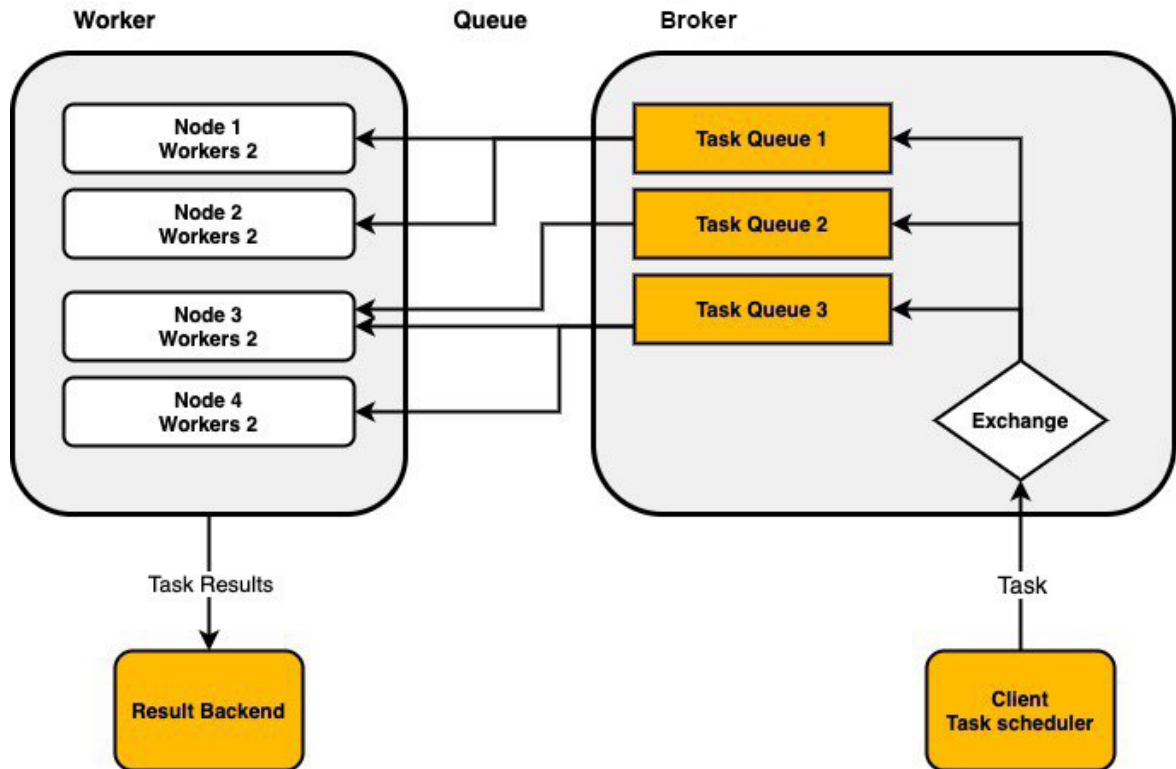 Worker
Queue
Broker
Node 1
Workers 2
Node 2
Workers 2
Node 3
Workers 2
Node 4
Workers 2
Task Queue 1
Task Queue 2
Task Queue 3
Exchange
Task Results
Task
Result Backend
Client
Task scheduler